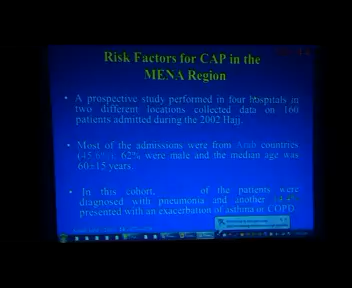 Risk Factors for CAP in the
MENA Region
• A prospective study performed in four hospitals in
two different locations collected data on 160
patients admitted during the 2002 Hajj.
• Most of the admissions were from Arab countries
(45.6%), 62% were male and the median age was
60±15 years.
• In this cohort, of the patients were
diagnosed with pneumonia and another
presented with an exacerbation of asthma in COPD